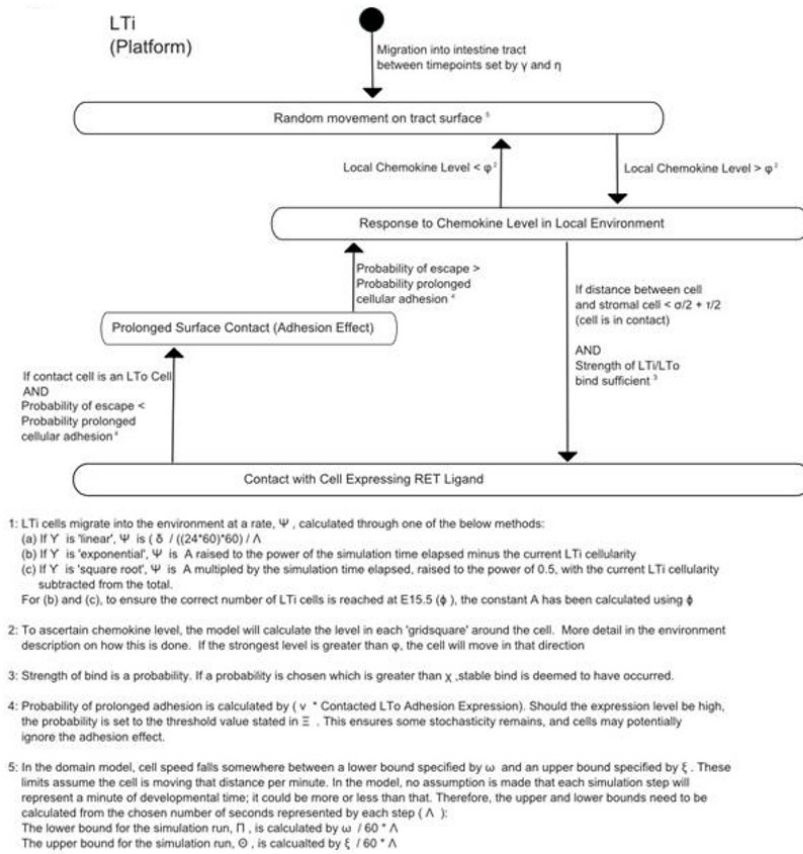 LTi
(Platform)
Migration into intestine tract
between timepoints set by γ and η
Random movement on tract surface ⁵
Local Chemokine Level < φ ²
Local Chemokine Level > φ ²
Response to Chemokine Level in Local Environment
Probability of escape >
Probability prolonged
cellular adhesion ⁴
If distance between cell
and stromal cell < σ/2 + τ/2
(cell is in contact)
AND
Strength of LTi/LTo
bind sufficient ³
Prolonged Surface Contact (Adhesion Effect)
If contact cell is an LTo Cell
AND
Probability of escape <
Probability prolonged
cellular adhesion ⁴
Contact with Cell Expressing RET Ligand
1: LTi cells migrate into the environment at a rate, Ψ , calculated through one of the below methods:
(a) If Υ is 'linear', Ψ is ( δ / ((24*60)*60) / Λ
(b) If Υ is 'exponential', Ψ is A raised to the power of the simulation time elapsed minus the current LTi cellularity
(c) If Υ is 'square root', Ψ is A multipled by the simulation time elapsed, raised to the power of 0.5, with the current LTi cellularity
subtracted from the total.
For (b) and (c), to ensure the correct number of LTi cells is reached at E15.5 ( ϕ ), the constant A has been calculated using ϕ
2: To ascertain chemokine level, the model will calculate the level in each 'gridsquare' around the cell. More detail in the environment
description on how this is done. If the strongest level is greater than φ, the cell will move in that direction
3: Strength of bind is a probability. If a probability is chosen which is greater than χ ,stable bind is deemed to have occurred.
4: Probability of prolonged adhesion is calculated by ( ν * Contacted LTo Adhesion Expression). Should the expression level be high,
the probability is set to the threshold value stated in Ξ . This ensures some stochasticity remains, and cells may potentially
ignore the adhesion effect.
5: In the domain model, cell speed falls somewhere between a lower bound specified by ω and an upper bound specified by ξ . These
limits assume the cell is moving that distance per minute. In the model, no assumption is made that each simulation step will
represent a minute of developmental time; it could be more or less than that. Therefore, the upper and lower bounds need to be
calculated from the chosen number of seconds represented by each step ( Λ ):
The lower bound for the simulation run, Π , is calculated by ω / 60 * Λ
The upper bound for the simulation run, Θ , is calcualted by ξ / 60 * Λ